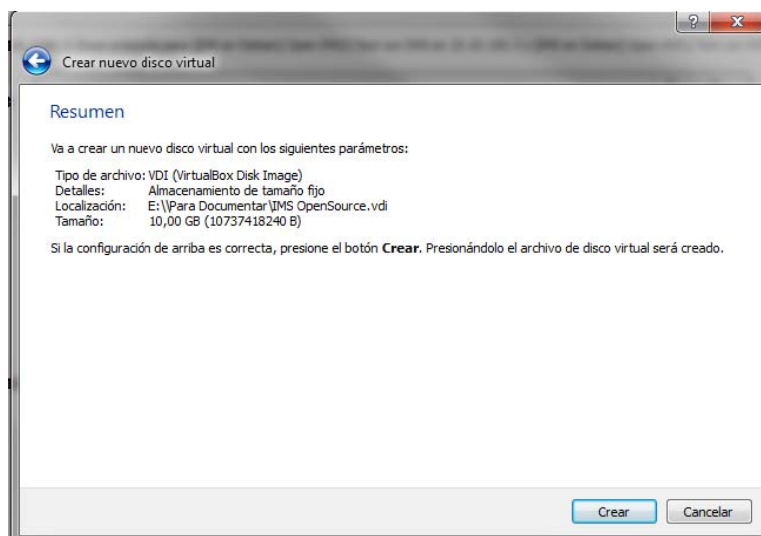 ?
X
Crear nuevo disco virtual
Resumen
Va a crear un nuevo disco virtual con los siguientes parámetros:
Tipo de archivo: VDI (VirtualBox Disk Image)
Detalles: Almacenamiento de tamaño fijo
Localización: E:\\Para Documentar\IMS OpenSource.vdi
Tamaño: 10,00 GB (10737418240 B)
Si la configuración de arriba es correcta, presione el botón Crear. Presionándolo el archivo de disco virtual será creado.
Crear Cancelar